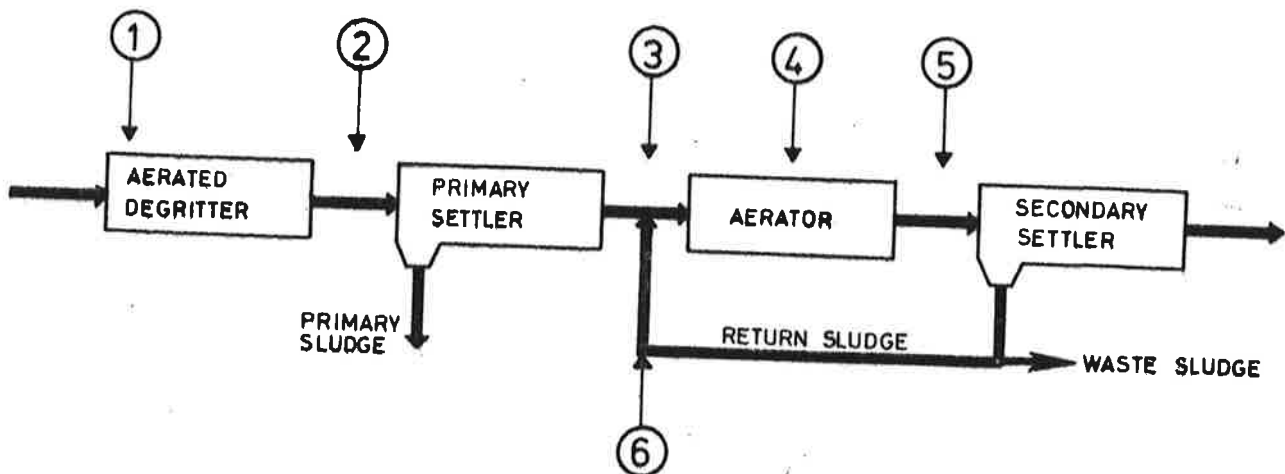 1
2
3
4
5
AERATED
DEGRITTER
PRIMARY
SETTLER
AERATOR
SECONDARY
SETTLER
PRIMARY
SLUDGE
RETURN SLUDGE
WASTE SLUDGE
6